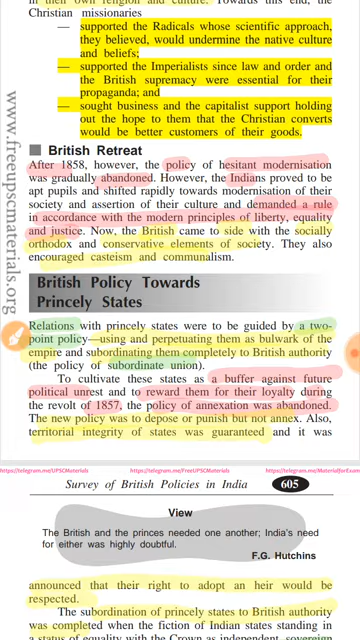 in their own religion and culture. Towards this end, the
Christian missionaries
— supported the Radicals whose scientific approach,
they believed, would undermine the native culture
and beliefs;
— supported the Imperialists since law and order and
the British supremacy were essential for their
propaganda; and
— sought business and the capitalist support holding
out the hope to them that the Christian converts
would be better customers of their goods.
British Retreat
After 1858, however, the policy of hesitant modernisation
was gradually abandoned. However, the Indians proved to be
apt pupils and shifted rapidly towards modernisation of their
society and assertion of their culture and demanded a rule
in accordance with the modern principles of liberty, equality
and justice. Now, the British came to side with the socially
orthodox and conservative elements of society. They also
encouraged casteism and communalism.
British Policy Towards
Princely States
Relations with princely states were to be guided by a two-
point policy—using and perpetuating them as bulwark of the
empire and subordinating them completely to British authority
(the policy of subordinate union).
To cultivate these states as a buffer against future
political unrest and to reward them for their loyalty during
the revolt of 1857, the policy of annexation was abandoned.
The new policy was to depose or punish but not annex. Also,
territorial integrity of states was guaranteed and it was
www.freeupscmaterials.org
https://telegram.me/UPSCMaterials https://telegram.me/FreeUPSCMaterials https://telegram.me/MaterialforExam
Survey of British Policies in India 605
View
The British and the princes needed one another; India's need
for either was highly doubtful.
F.G. Hutchins
announced that their right to adopt an heir would be
respected.
The subordination of princely states to British authority
was completed when the fiction of Indian states standing in
a status of equality with the Crown as independent, sovereign